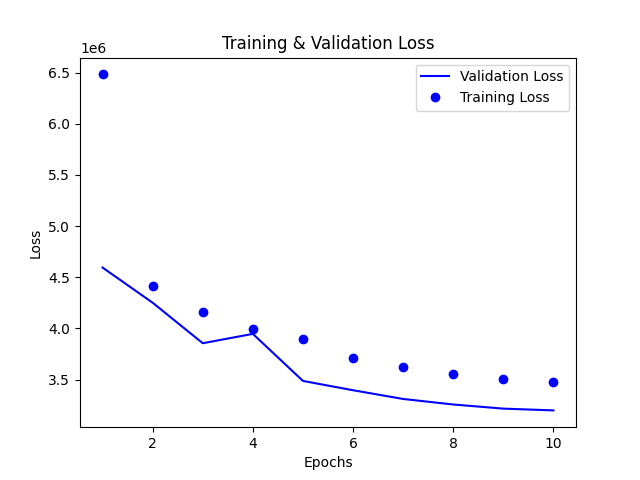 Training & Validation Loss
1e6
Validation Loss
Training Loss
6.5
6.0
5.5
5.0
4.5
4.0
3.5
Loss
2 4 6 8 10
Epochs